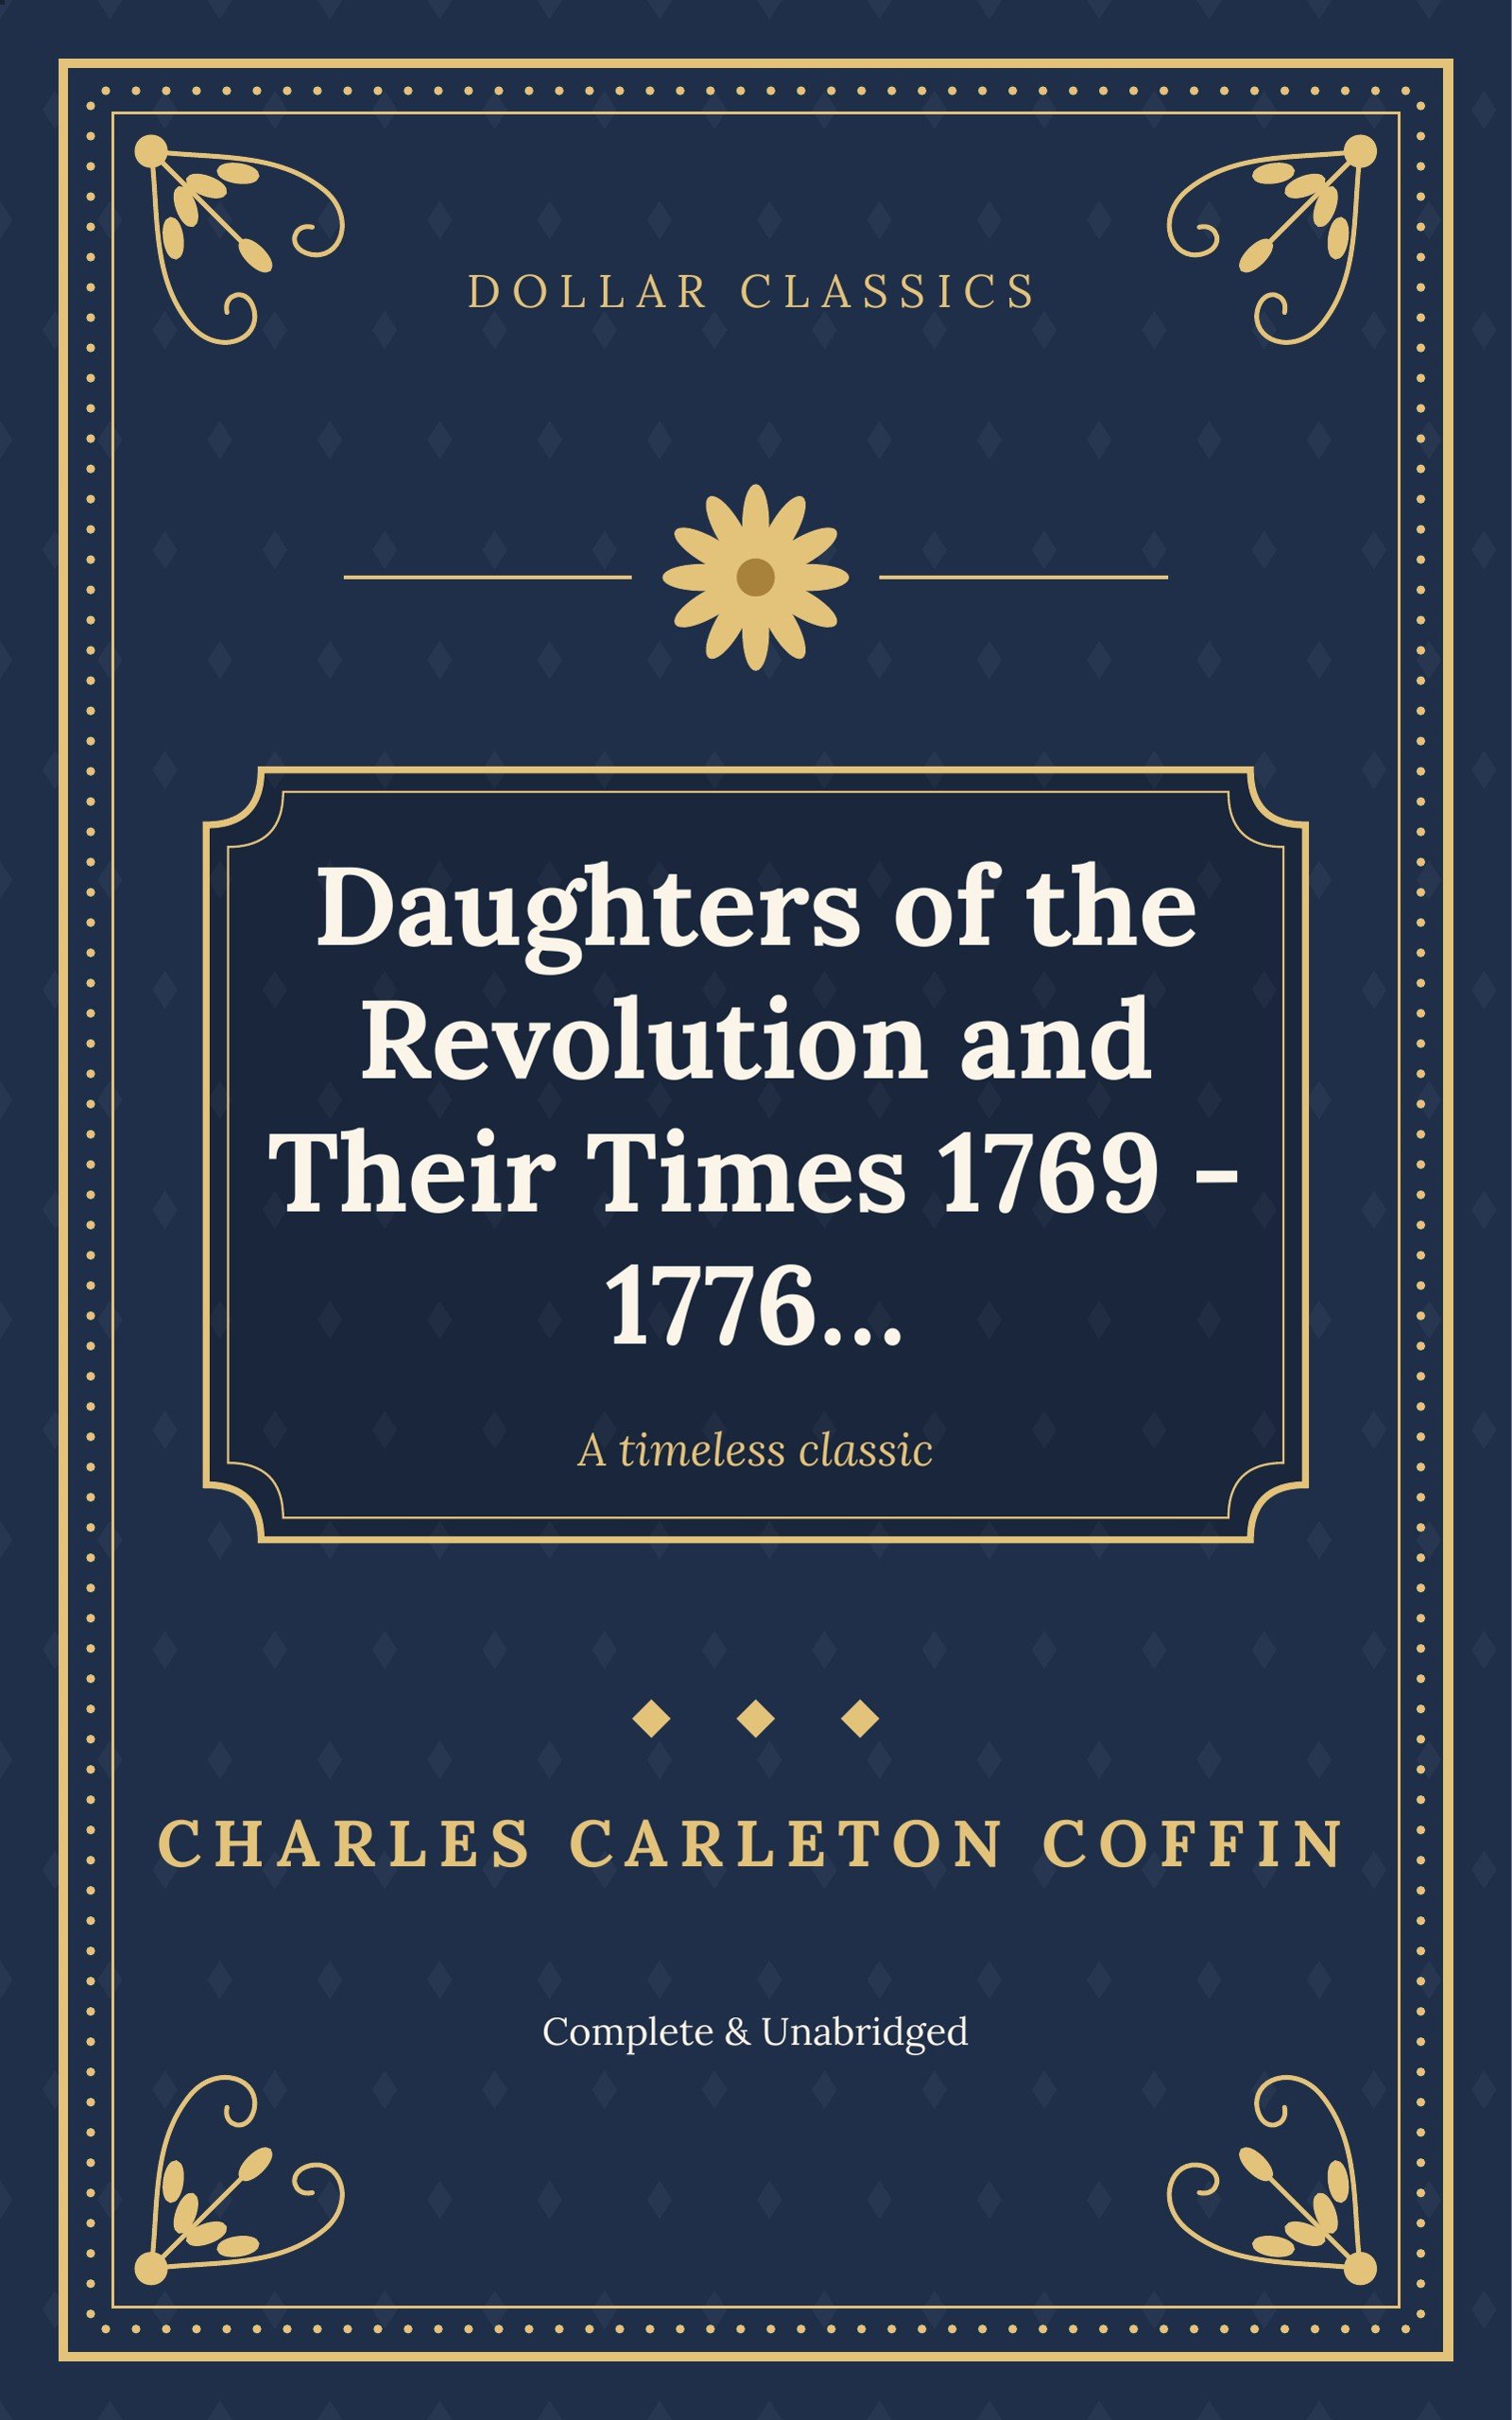 DOLLAR CLASSICS
Daughters of the
Revolution and
Their Times 1769 –
1776...
A timeless classic
CHARLES CARLETON COFFIN
Complete & Unabridged